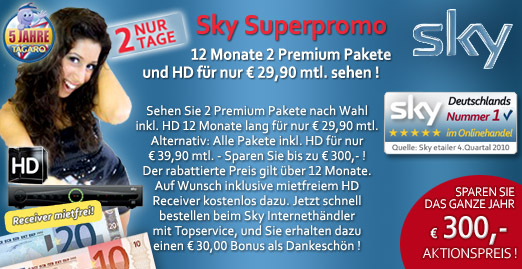 5 JAHRE
TAGARO
2 NUR
TAGE
Sky Superpromo
12 Monate 2 Premium Pakete
und HD für nur € 29,90 mtl. sehen !
sky
Sehen Sie 2 Premium Pakete nach Wahl
inkl. HD 12 Monate lang für nur € 29,90 mtl.
Alternativ: Alle Pakete inkl. HD für nur
€ 39,90 mtl. - Sparen Sie bis zu € 300,- !
Der rabattierte Preis gilt über 12 Monate.
Auf Wunsch inklusive mietfreiem HD
Receiver kostenlos dazu. Jetzt schnell
bestellen beim Sky Internethändler
mit Topservice, und Sie erhalten dazu
einen € 30,00 Bonus als Dankeschön !
sky
Deutschlands
Nummer 1
im Onlinehandel
Quelle: Sky etailer 4.Quartal 2010
HD
Receiver mietfrei!
20
10
SPAREN SIE
DAS GANZE JAHR
€ 300,-
AKTIONSPREIS !